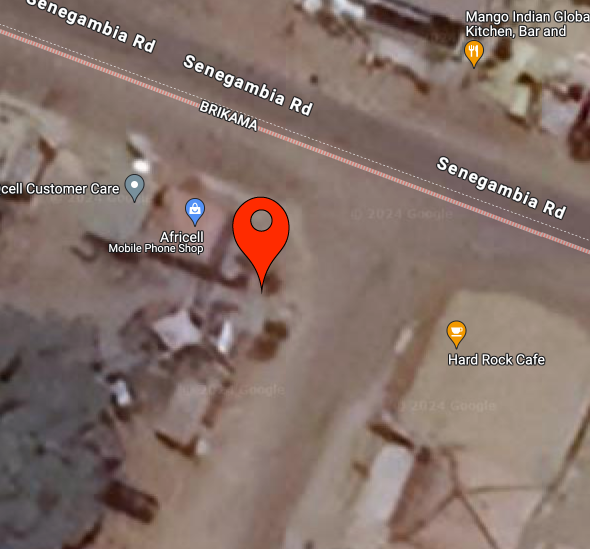 Senegambia Rd
Mango Indian Globa
Kitchen, Bar and
Senegambia Rd
BRIKAMA
Senegambia Rd
cell Customer Care
© 2024 Google
Africell
Mobile Phone Shop
Hard Rock Cafe
© 2024 Google
© 2024 Google